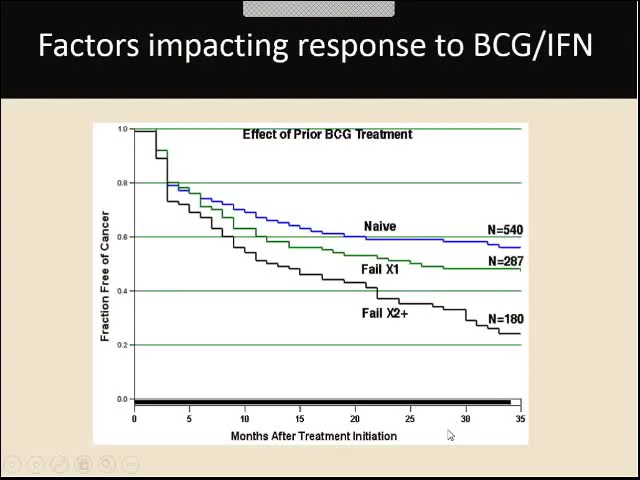 Factors impacting response to BCG/IFN
Effect of Prior BCG Treatment
Fraction Free of Cancer
1.0
0.8
0.6
0.4
0.2
0.0
Naive
N=540
Fail X1
N=287
Fail X2+
N=180
0 5 10 15 20 25 30 35
Months After Treatment Initiation